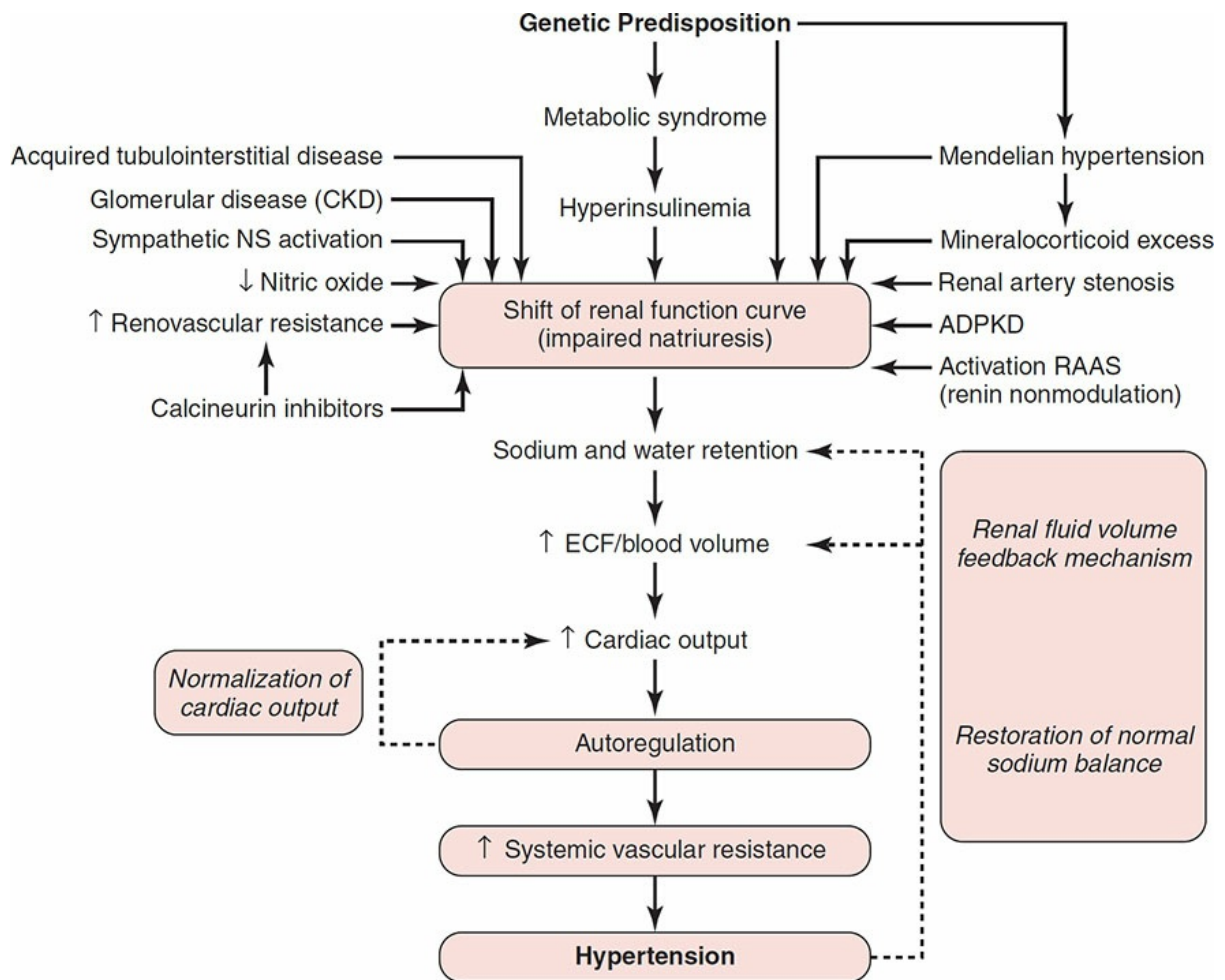 Genetic Predisposition
Metabolic syndrome
Hyperinsulinemia
Acquired tubulointerstitial disease
Glomerular disease (CKD)
Sympathetic NS activation
↓ Nitric oxide
↑ Renovascular resistance
Calcineurin inhibitors
Mendelian hypertension
Mineralocorticoid excess
Renal artery stenosis
ADPKD
Activation RAAS
(renin nonmodulation)
Shift of renal function curve
(impaired natriuresis)
Sodium and water retention
↑ ECF/blood volume
↑ Cardiac output
Normalization of
cardiac output
Autoregulation
↑ Systemic vascular resistance
Hypertension
Renal fluid volume
feedback mechanism
Restoration of normal
sodium balance